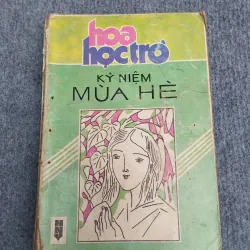 hoa
học trò
KỶ NIỆM
MÙA HÈ